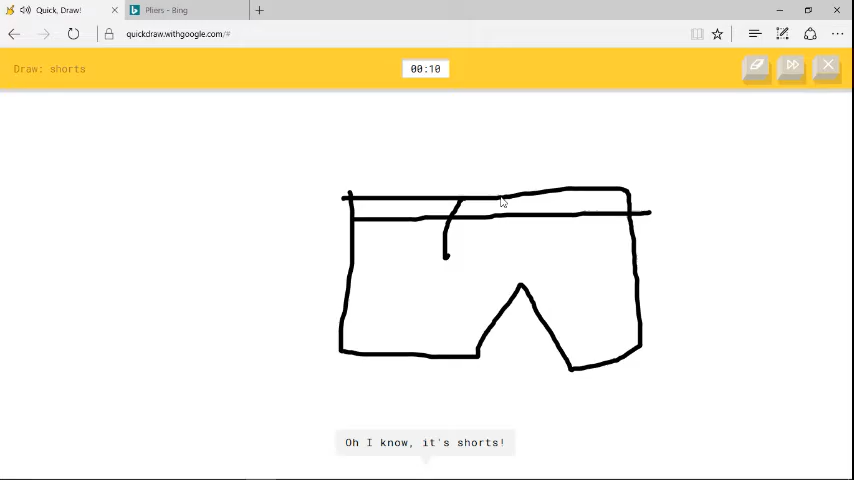 Quick, Draw!
Pliers - Bing
quickdraw.withgoogle.com/#
Draw: shorts
00:10
Oh I know, it's shorts!